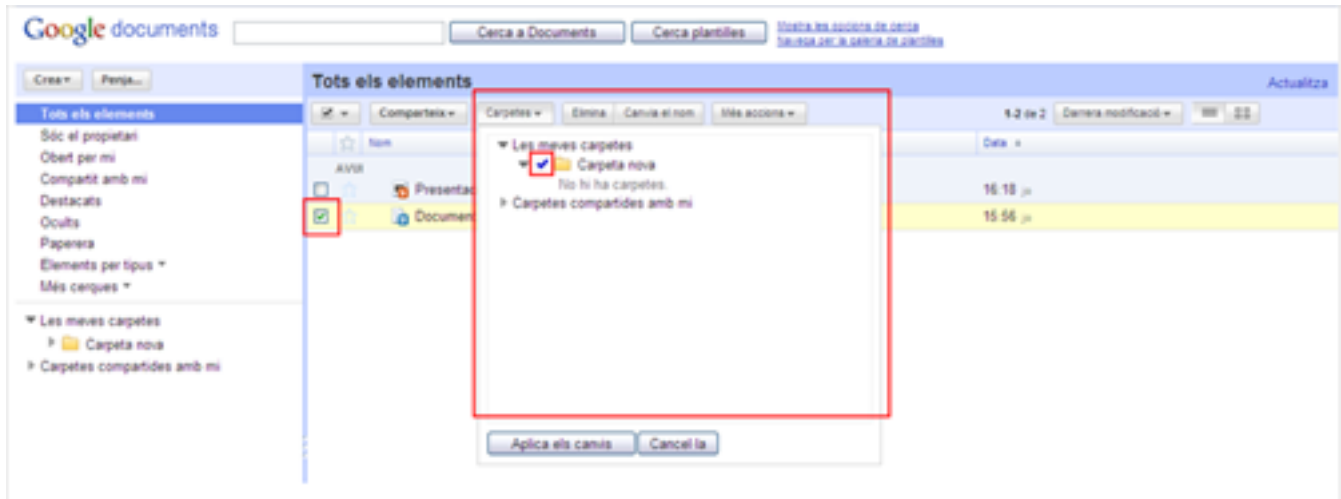 Google documents Cerca a Documents Cerca plantilles Mostra les opcions de cerca
Navega per la galeria de plantilles
Crea Penja... Tots els elements Actualitza
Tots els elements Comparteix Carpetes Elimina Canvia el nom Més accions 1-2 de 2 Darrera modificació
Sóc el propietari Nom Les meves carpetes Data
Obert per mi AVUI Carpeta nova
Compartit amb mi Presentac No hi ha carpetes. 16:18
Destacats Carpetes compartides amb mi
Ocults Documen 15:56
Paperera
Elements per tipus
Més cerques
Les meves carpetes
Carpeta nova
Carpetes compartides amb mi
Aplica els canvis Cancel·la